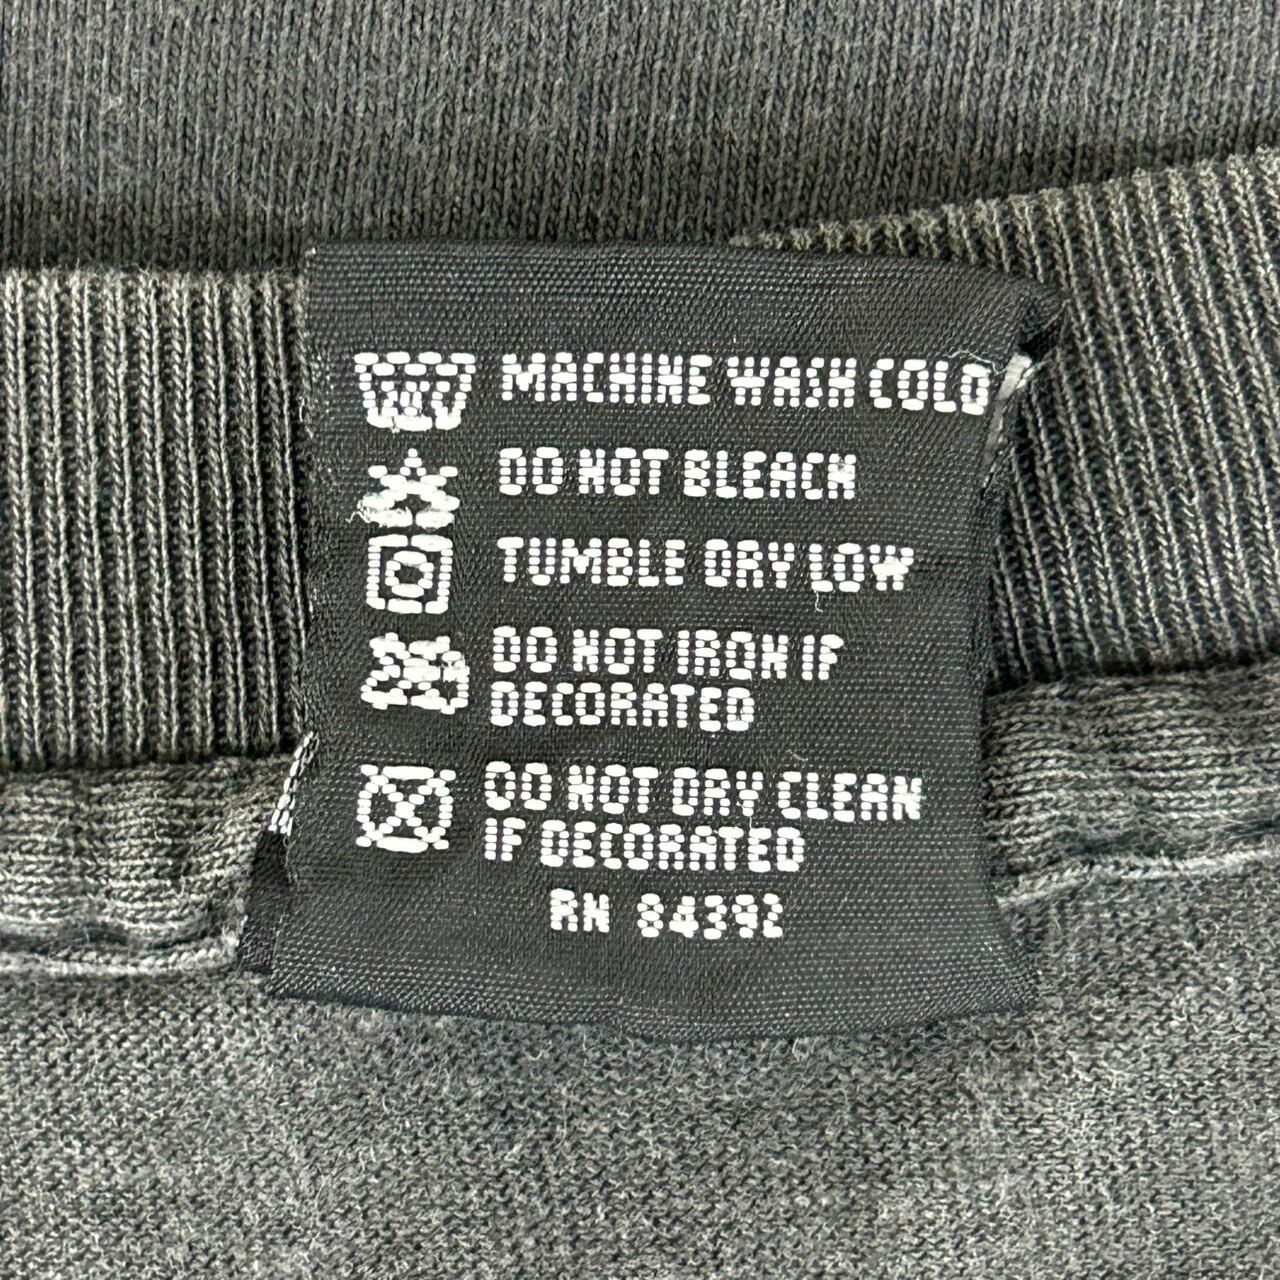 MACHINE WASH COLD
DO NOT BLEACH
TUMBLE DRY LOW
DO NOT IRON IF
DECORATED
DO NOT DRY CLEAN
IF DECORATED
RN 84392